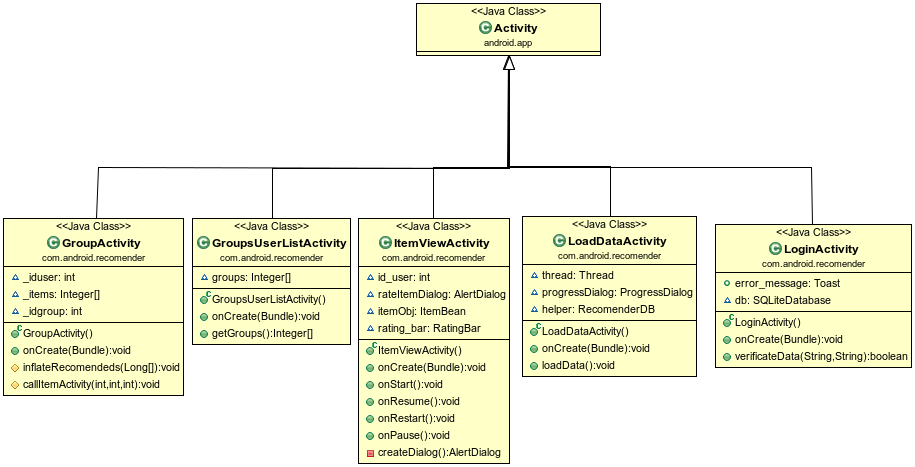 <<Java Class>>
Activity
android.app
<<Java Class>>
GroupActivity
com.android.recomender
_iduser: int
_items: Integer[]
_idgroup: int
GroupActivity()
onCreate(Bundle):void
inflateRecomendeds(Long[]):void
callItemActivity(int,int,int):void
<<Java Class>>
GroupsUserListActivity
com.android.recomender
groups: Integer[]
GroupsUserListActivity()
onCreate(Bundle):void
getGroups():Integer[]
<<Java Class>>
ItemViewActivity
com.android.recomender
id_user: int
rateItemDialog: AlertDialog
itemObj: ItemBean
rating_bar: RatingBar
ItemViewActivity()
onCreate(Bundle):void
onStart():void
onResume():void
onRestart():void
onPause():void
createDialog():AlertDialog
<<Java Class>>
LoadDataActivity
com.android.recomender
thread: Thread
progressDialog: ProgressDialog
helper: RecomenderDB
LoadDataActivity()
onCreate(Bundle):void
loadData():void
<<Java Class>>
LoginActivity
com.android.recomender
error_message: Toast
db: SQLiteDatabase
LoginActivity()
onCreate(Bundle):void
verificateData(String,String):boolean